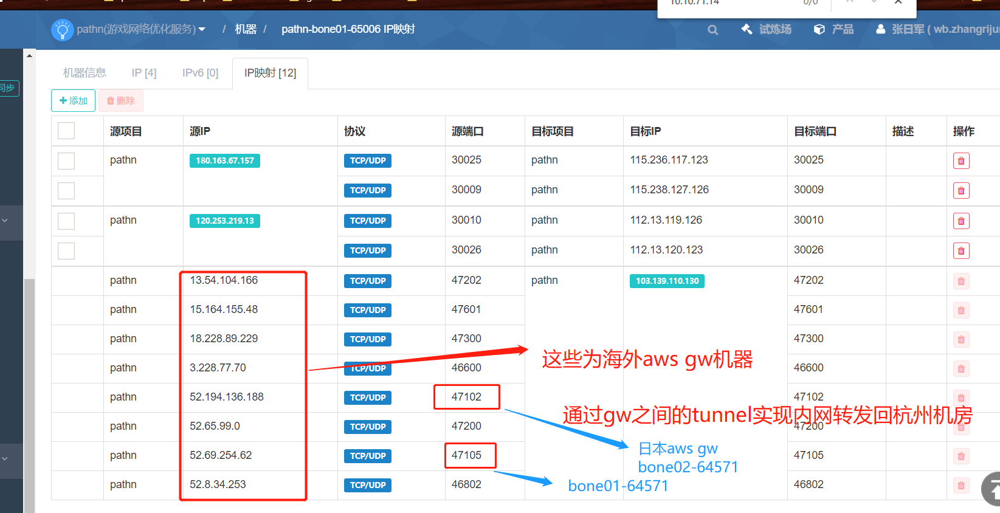 10.10.71.14 0/0
pathn(游戏网络优化服务) / 机器 / pathn-bone01-65006 IP映射 试炼场 产品 张日军 ( wb.zhangriju
同步
机器信息 IP [4] IPv6 [0] IP映射 [12]
添加 删除
源项目 源IP 协议 源端口 目标项目 目标IP 目标端口 描述 操作
pathn 180.163.67.157 TCP/UDP 30025 pathn 115.236.117.123 30025
TCP/UDP 30009 pathn 115.238.127.126 30009
pathn 120.253.219.13 TCP/UDP 30010 pathn 112.13.119.126 30010
TCP/UDP 30026 pathn 112.13.120.123 30026
pathn 13.54.104.166 TCP/UDP 47202 pathn 103.139.110.130 47202
pathn 15.164.155.48 TCP/UDP 47601 47601
pathn 18.228.89.229 TCP/UDP 47300 47300
pathn 3.228.77.70 TCP/UDP 46600 46600
这些为海外aws gw机器
pathn 52.194.136.188 TCP/UDP 47102 47102
通过gw之间的tunnel实现内网转发回杭州机房
pathn 52.65.99.0 TCP/UDP 47200 47200
日本aws gw
bone02-64571
pathn 52.69.254.62 TCP/UDP 47105 47105
bone01-64571
pathn 52.8.34.253 TCP/UDP 46802 46802